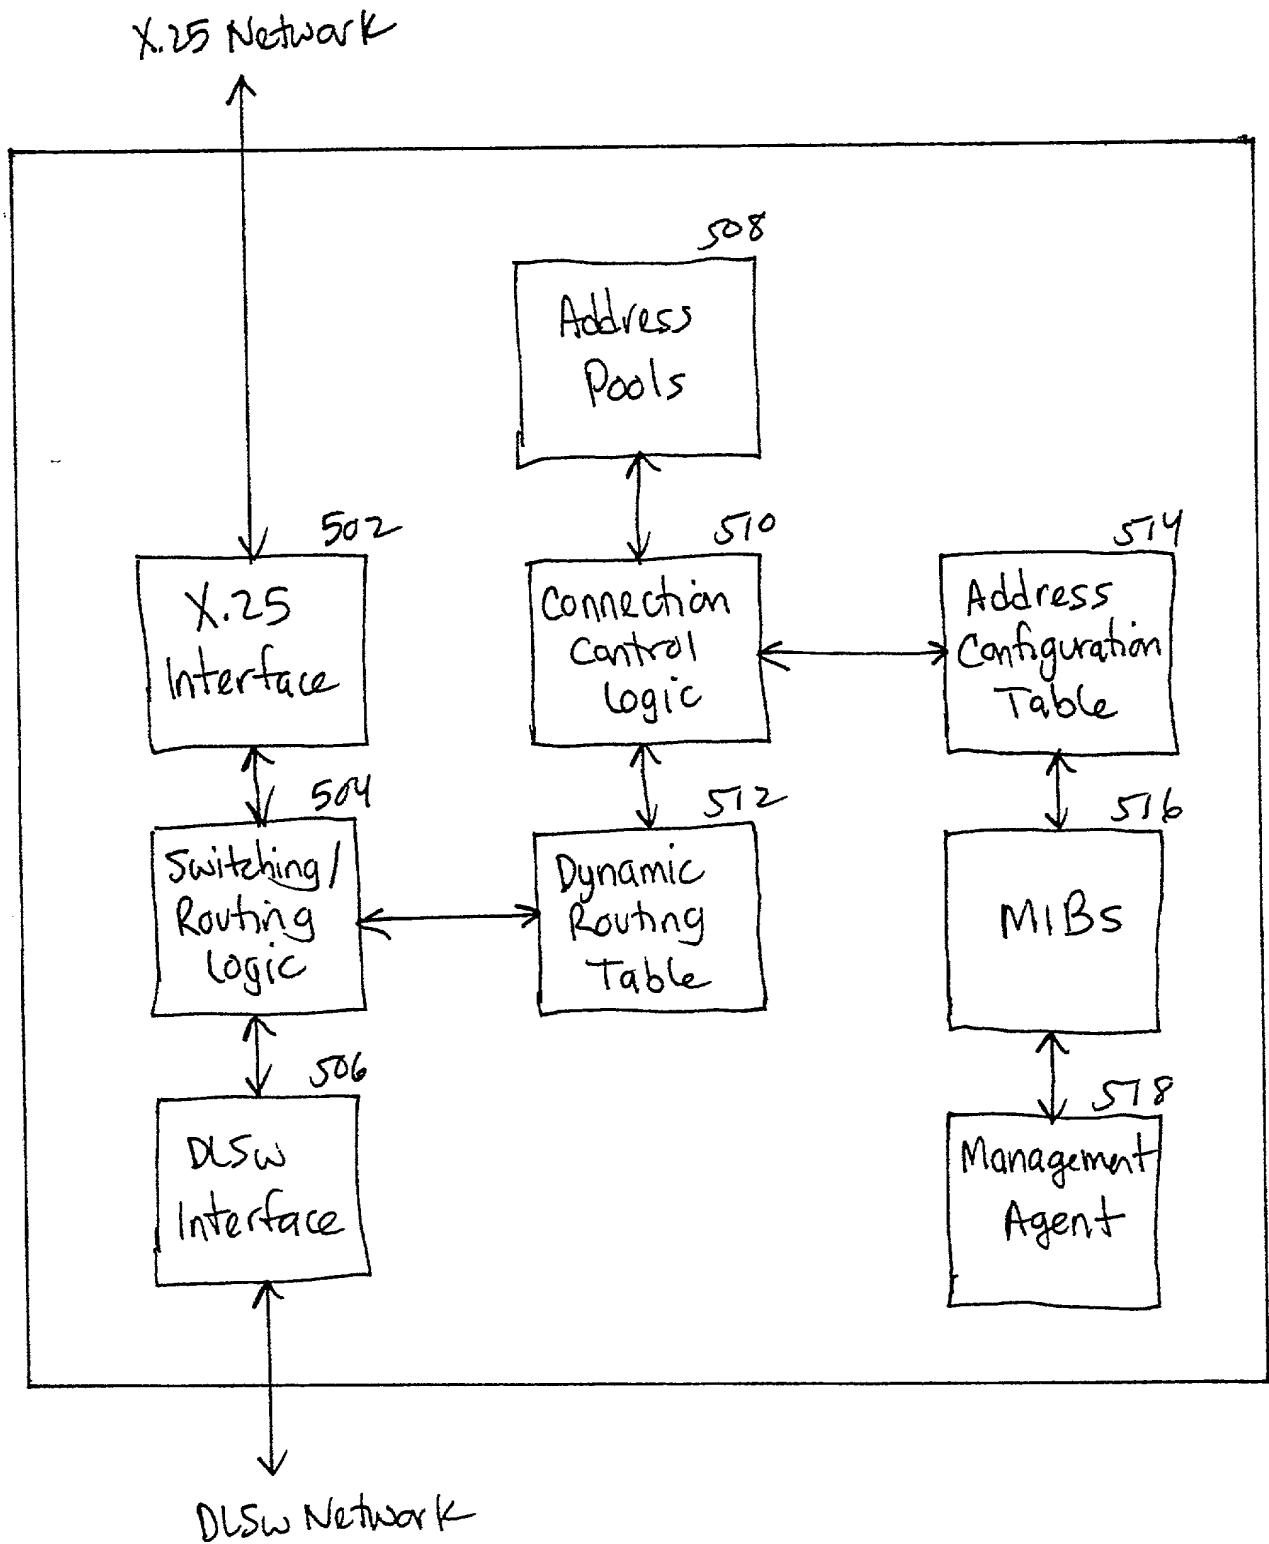 X.25 Network
508
Address
Pools
502
X.25
Interface
510
Connection
Control
Logic
514
Address
Configuration
Table
504
Switching/
Routing
Logic
512
Dynamic
Routing
Table
516
MIBs
506
DLSw
Interface
518
Management
Agent
DLSw Network